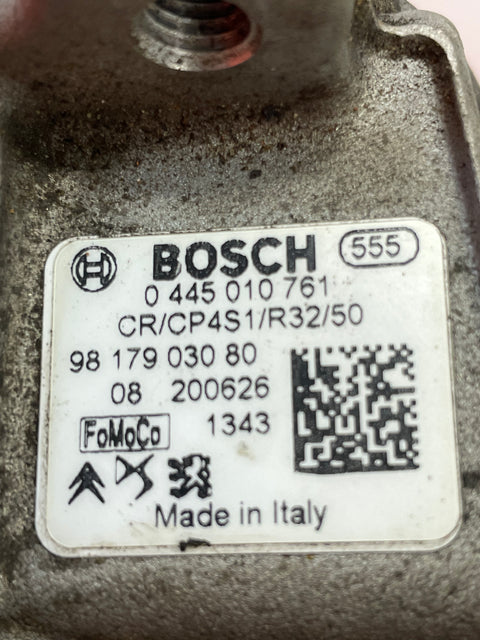 BOSCH 555
0 445 010 761
CR/CP4S1/R32/50
98 179 030 80
08 200626
FoMoCo 1343
Made in Italy